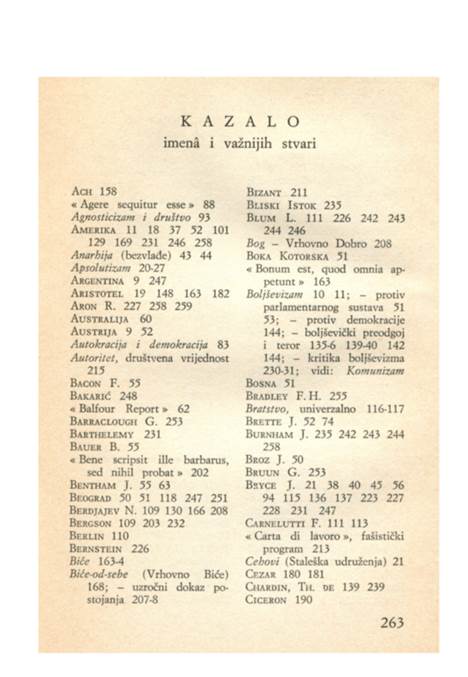 KAZALO
imenâ i važnijih stvari
ACH 158
« Agere sequitur esse » 88
Agnosticizam i društvo 93
AMERIKA 11 18 37 52 101
129 169 231 246 258
Anarhija (bezvlađe) 43 44
Apsolutizam 20-27
ARGENTINA 9 247
ARISTOTEL 19 148 163 182
ARON R. 227 258 259
AUSTRALIJA 60
AUSTRIJA 9 52
Autokracija i demokracija 83
Autoritet, društvena vrijednost
215
BACON F. 55
BAKARIĆ 248
« Balfour Report » 62
BARRACLOUGH G. 253
BARTHELEMY 231
BAUER B. 55
« Bene scripsit ille barbarus,
sed nihil probat » 202
BENTHAM J. 55 63
BEOGRAD 50 51 118 247 251
BERDJAJEV N. 109 130 166 208
BERGSON 109 203 232
BERLIN 110
BERNSTEIN 226
Biće 163-4
Biće-od-sebe (Vrhovno Biće)
168; – uzročni dokaz po-
stojanja 207-8
BIZANT 211
BLISKI ISTOK 235
BLUM L. 111 226 242 243
244 246
Bog – Vrhovno Dobro 208
BOKA KOTORSKA 51
« Bonum est, quod omnia ap-
petunt » 163
Boljševizam 10 11; – protiv
parlamentarnog sustava 51
53; – protiv demokracije
144; – boljševički preodgoj
i teror 135-6 139-40 142
144; – kritika boljševizma
230-31; vidi: Komunizam
BOSNA 51
BRADLEY F. H. 255
Bratstvo, univerzalno 116-117
BRETTE J. 52 74
BURNHAM J. 235 242 243 244
258
BROZ J. 50
BRUUN G. 253
BRYCE J. 21 38 40 45 56
94 115 136 137 223 227
228 231 247
CARNELUTTI F. 111 113
« Carta di lavoro », fašistički
program 213
Cehovi (Staleška udruženja) 21
CEZAR 180 181
CHARDIN, TH. DE 139 239
CICERON 190
263